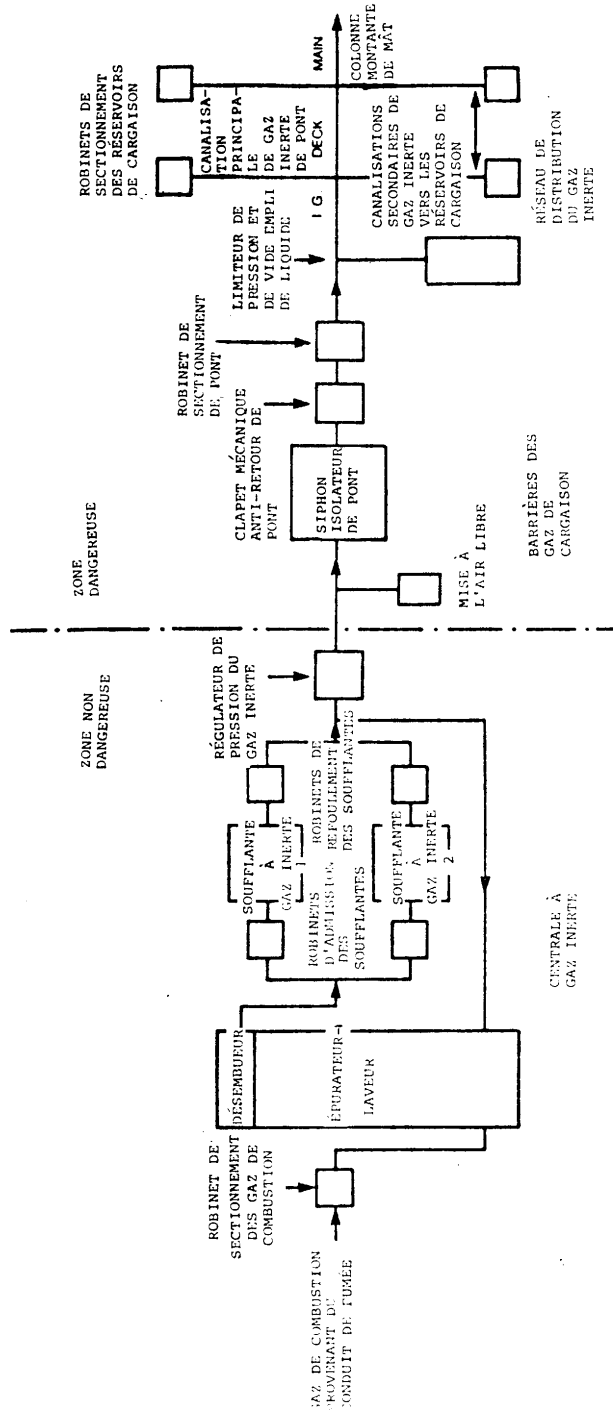 GAZ DE COMBUSTION
PROVENANT DU
CONDUIT DE FUMÉE
ROBINET DE
SECTIONNEMENT
DES GAZ DE
COMBUSTION
DÉSEMBUEUR
ÉPURATEUR-
LAVEUR
ROBINETS
D'ADMISSION
DES
SOUFFLANTES
SOUFFLANTE
À
GAZ INERTE
1
SOUFFLANTE
À
GAZ INERTE
2
ROBINETS DE
REFOULEMENT
DES SOUFFLANTES
RÉGULATEUR DE
PRESSION DU
GAZ INERTE
ZONE NON
DANGEREUSE
CENTRALE À
GAZ INERTE
ZONE
DANGEREUSE
MISE À
L'AIR LIBRE
SIPHON
ISOLATEUR
DE PONT
CLAPET MÉCANIQUE
ANTI-RETOUR DE
PONT
ROBINET DE
SECTIONNEMENT
DE PONT
BARRIÈRES DES
GAZ DE
CARGAISON
LIMITEUR DE
PRESSION ET
DE VIDE EMPLI
DE LIQUIDE
I G DECK MAIN
ROBINETS DE
SECTIONNEMENT
DES RÉSERVOIRS
DE CARGAISON
CANALISA-
TION
PRINCIPA-
LE DE GAZ
INERTE
DE PONT
COLONNE
MONTANTE
DE MÂT
CANALISATIONS
SECONDAIRES DE
GAZ INERTE
VERS LES
RÉSERVOIRS DE
CARGAISON
RÉSEAU DE
DISTRIBUTION
DU GAZ
INERTE